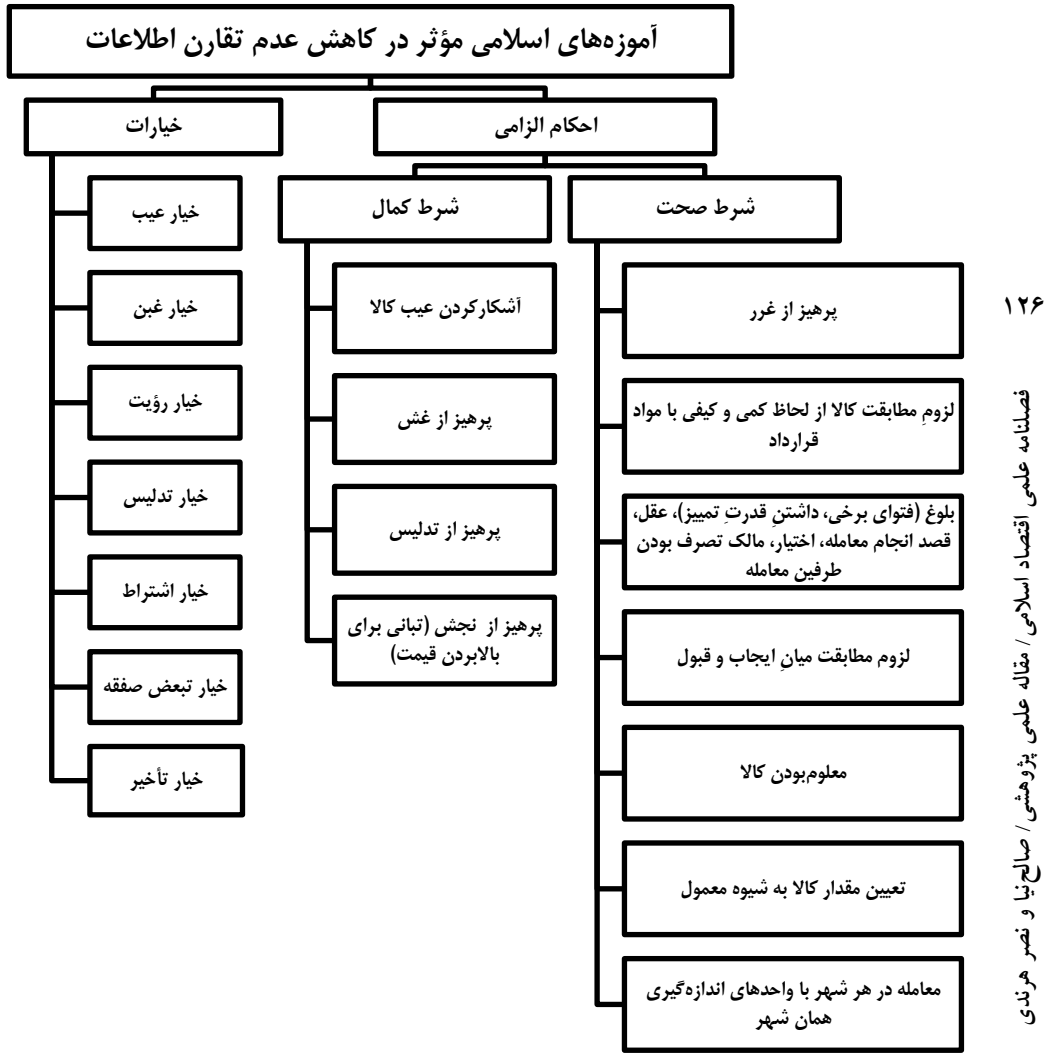 آموزه‌های اسلامی مؤثر در کاهش عدم تقارن اطلاعات
احکام الزامی
خیارات
شرط صحت
شرط کمال
پرهیز از غرر
لزومِ مطابقت کالا از لحاظ کمی و کیفی با مواد
قرارداد
بلوغ (فتوای برخی، داشتنِ قدرتِ تمییز)، عقل،
قصد انجام معامله، اختیار، مالک تصرف بودن
طرفین معامله
لزوم مطابقت میانِ ایجاب و قبول
معلوم‌بودن کالا
تعیین مقدار کالا به شیوه معمول
معامله در هر شهر با واحدهای اندازه‌گیری
همان شهر
آشکارکردن عیب کالا
پرهیز از غش
پرهیز از تدلیس
پرهیز از نجش (تبانی برای
بالابردن قیمت)
خیار عیب
خیار غبن
خیار رؤیت
خیار تدلیس
خیار اشتراط
خیار تبعض صفقه
خیار تأخیر
۱۲۶
فصلنامه علمی اقتصاد اسلامی / مقاله علمی پژوهشی / صالح‌نیا و نصر هرندی